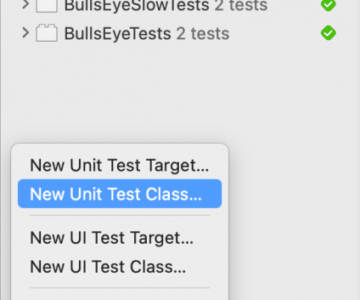 BullsEyeSlowTests 2 tests
BullsEyeTests 2 tests
New Unit Test Target...
New Unit Test Class...
New UI Test Target...
New UI Test Class...